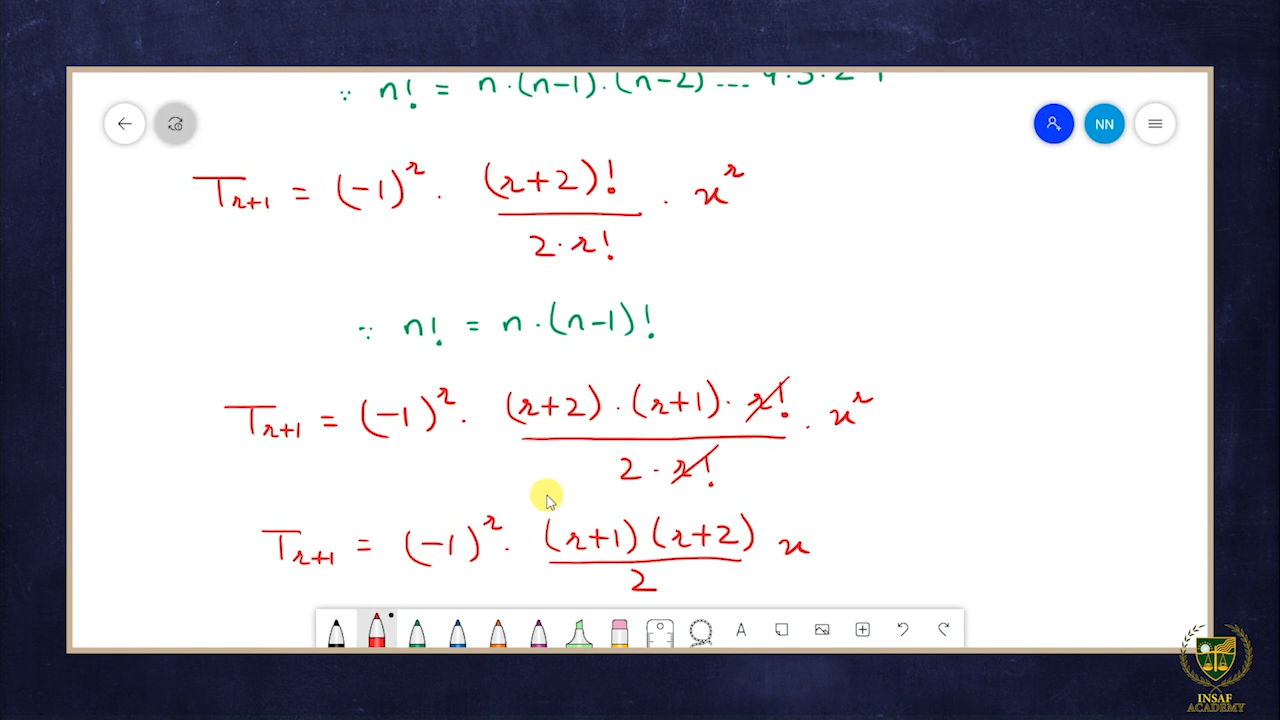 ∵ n! = n·(n-1)·(n-2) ... 4·3·2·1
NN
T_{r+1} = (-1)^r · (r+2)! / 2·r! · x^r
∵ n! = n·(n-1)!
T_{r+1} = (-1)^r · (r+2)·(r+1)·r! / 2·r! · x^r
T_{r+1} = (-1)^r · (r+1)(r+2) / 2 x
A
INSAF
ACADEMY